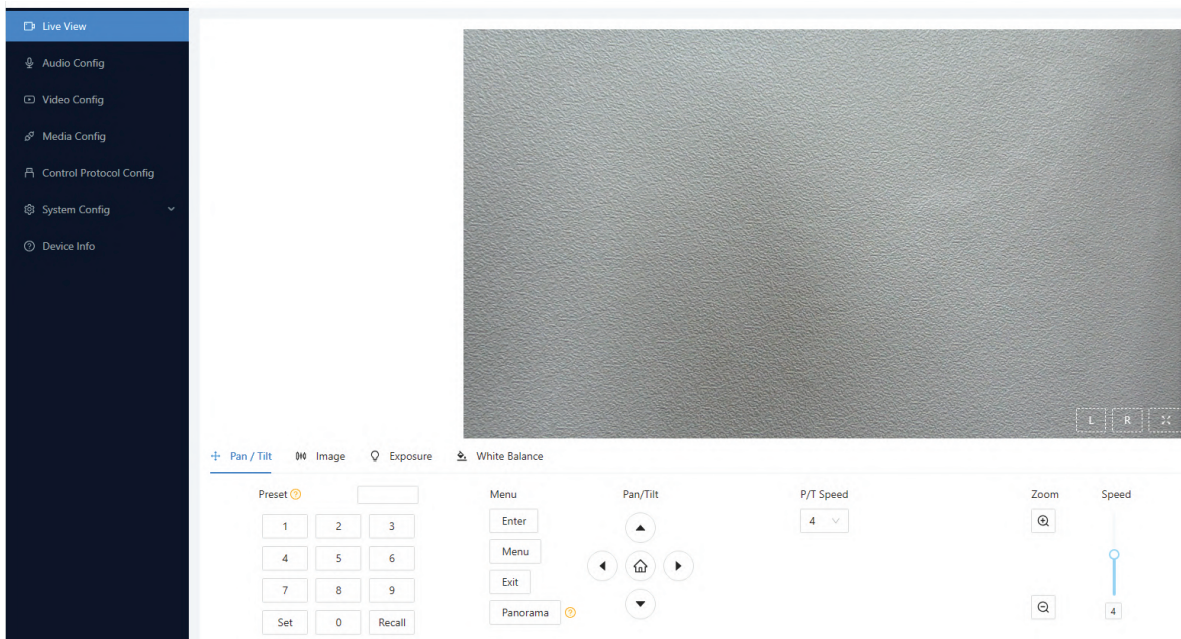 Live View
Audio Config
Video Config
Media Config
Control Protocol Config
System Config
Device Info
L R
Pan / Tilt Image Exposure White Balance
Preset Menu Pan/Tilt P/T Speed Zoom Speed
1 2 3 Enter 4
4 5 6 Menu
7 8 9 Exit
Set 0 Recall Panorama 4